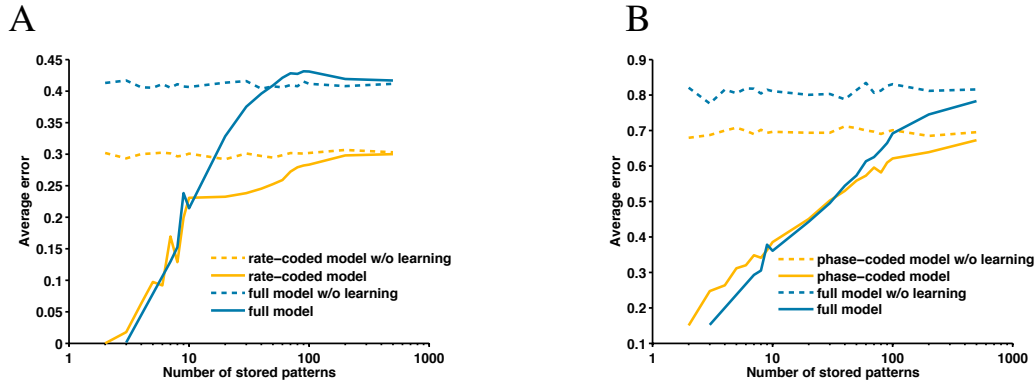 A
0.45
0.4
0.35
0.3
0.25
0.2
0.15
0.1
0.05
0
Average error
1 10 100 1000
Number of stored patterns
rate-coded model w/o learning
rate-coded model
full model w/o learning
full model
B
0.9
0.8
0.7
0.6
0.5
0.4
0.3
0.2
0.1
Average error
1 10 100 1000
Number of stored patterns
phase-coded model w/o learning
phase-coded model
full model w/o learning
full model